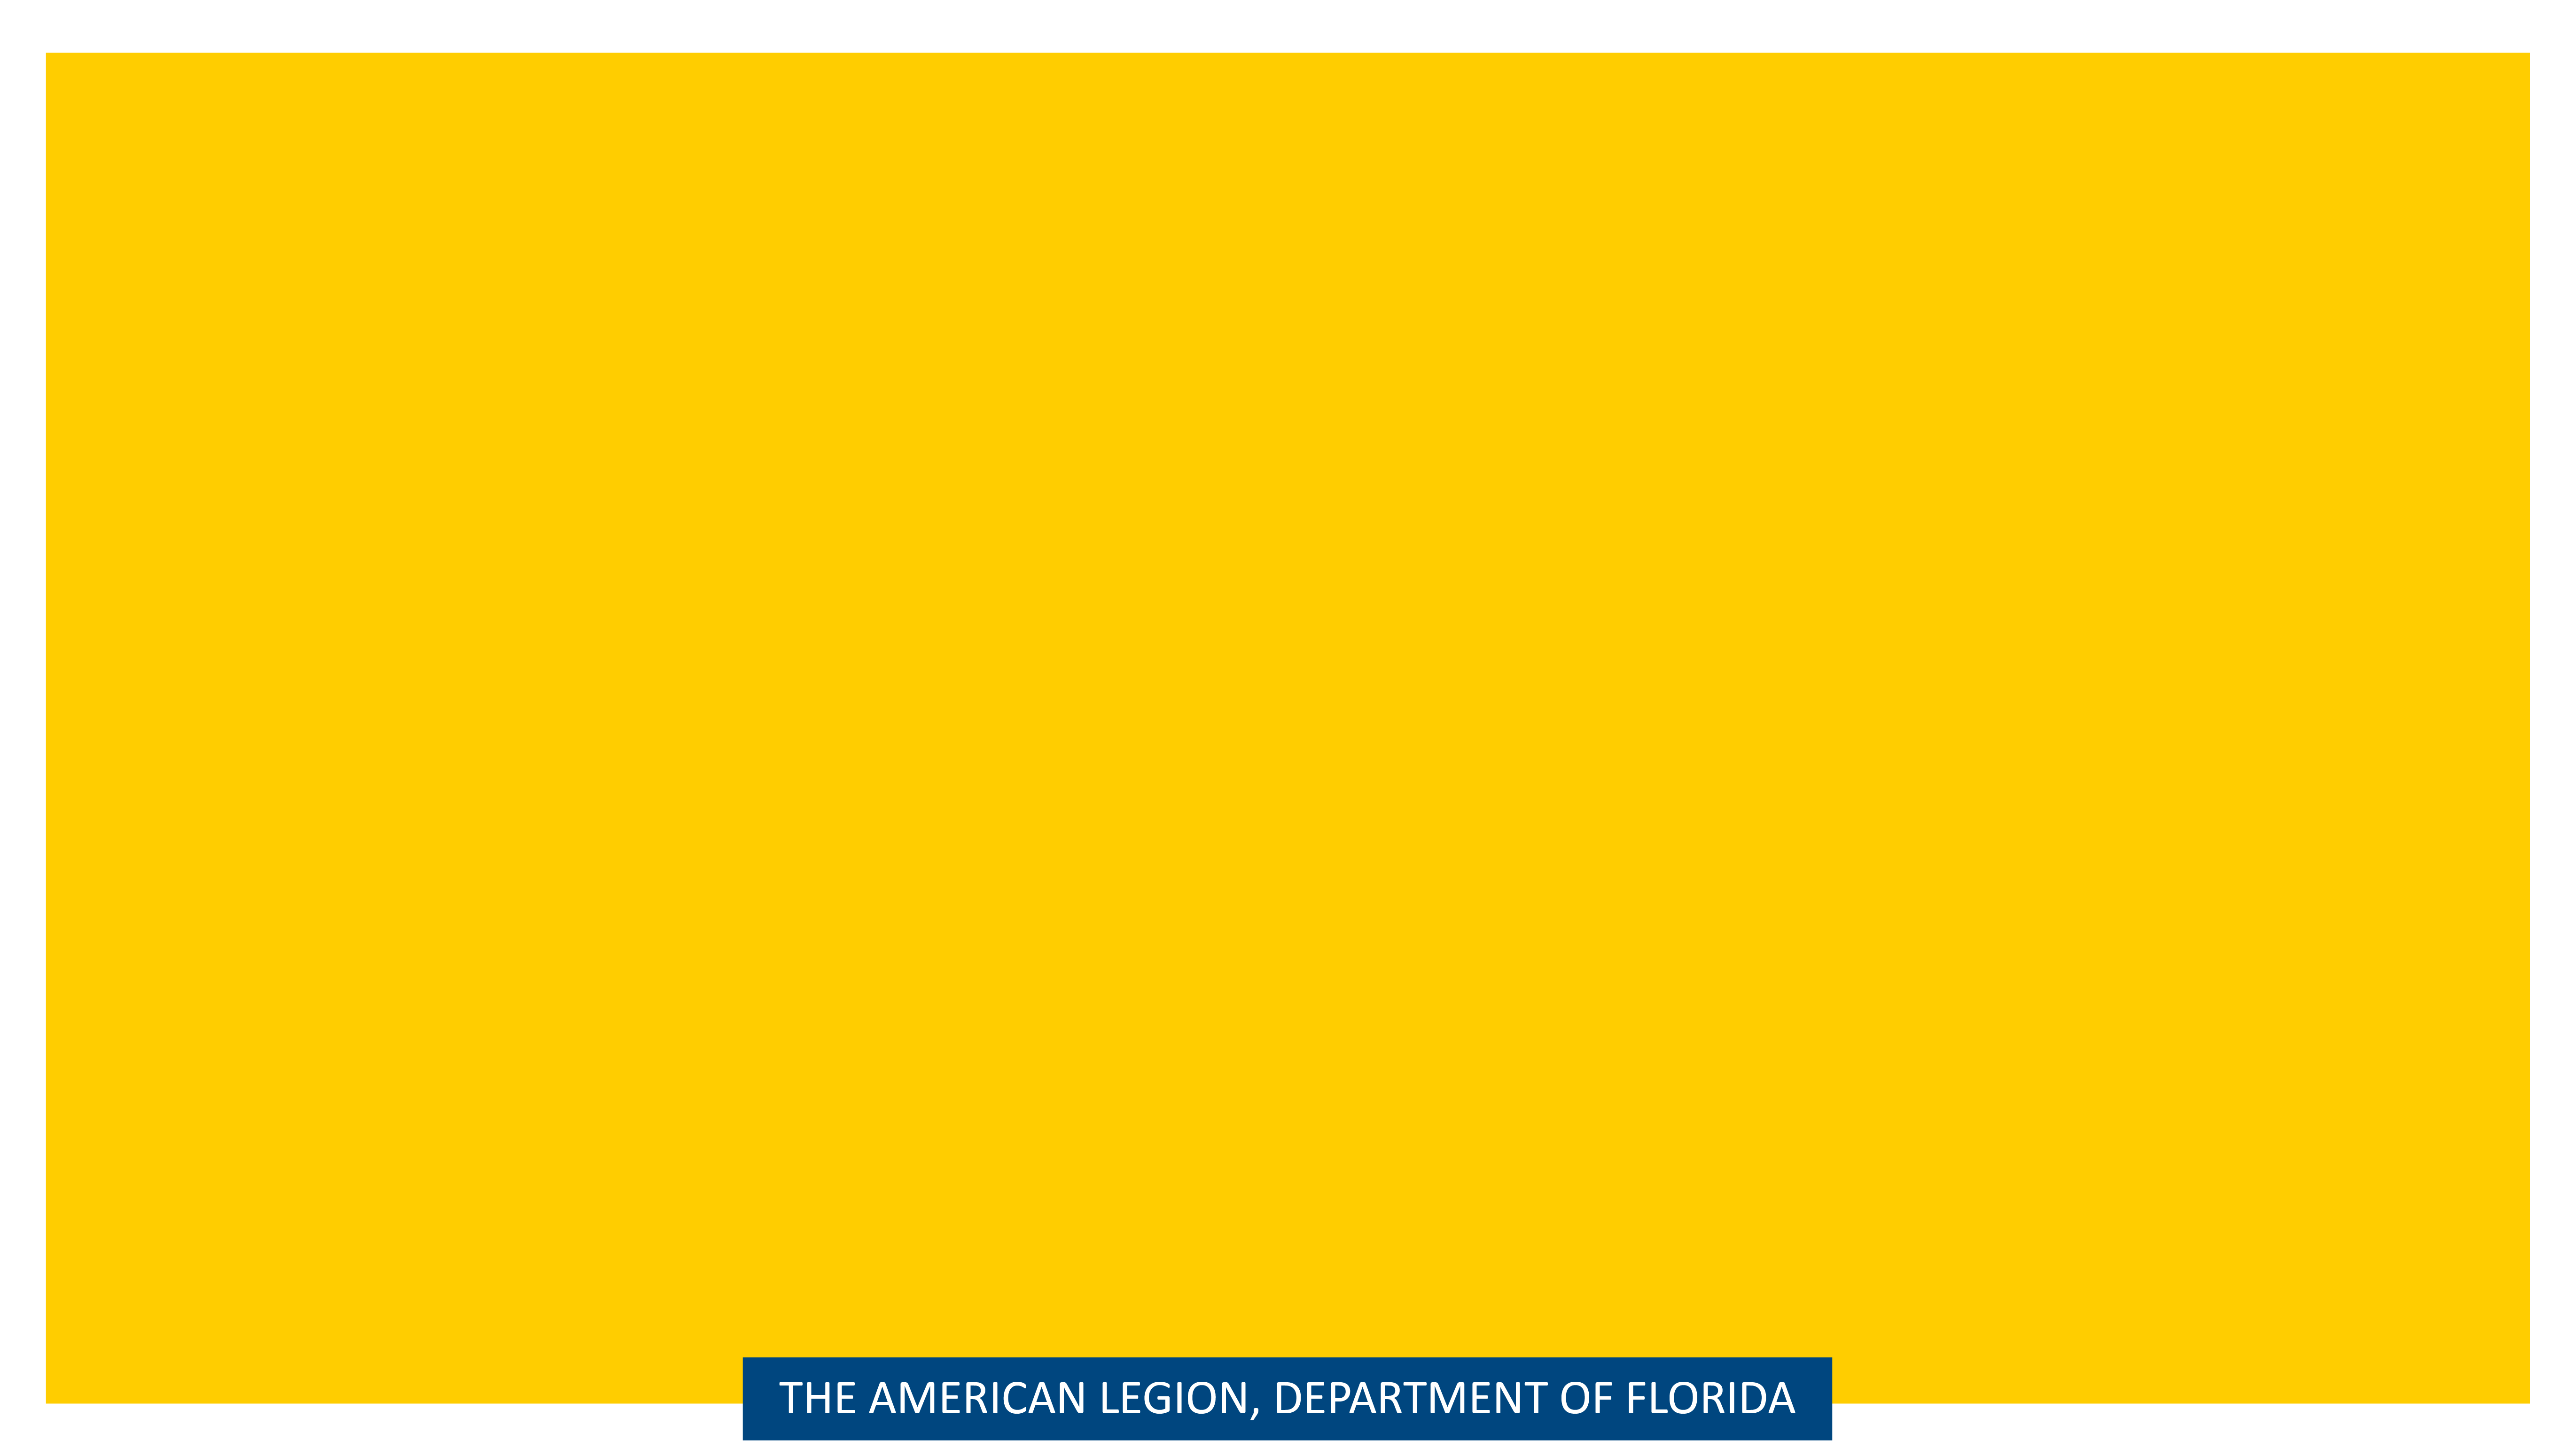 THE AMERICAN LEGION, DEPARTMENT OF FLORIDA